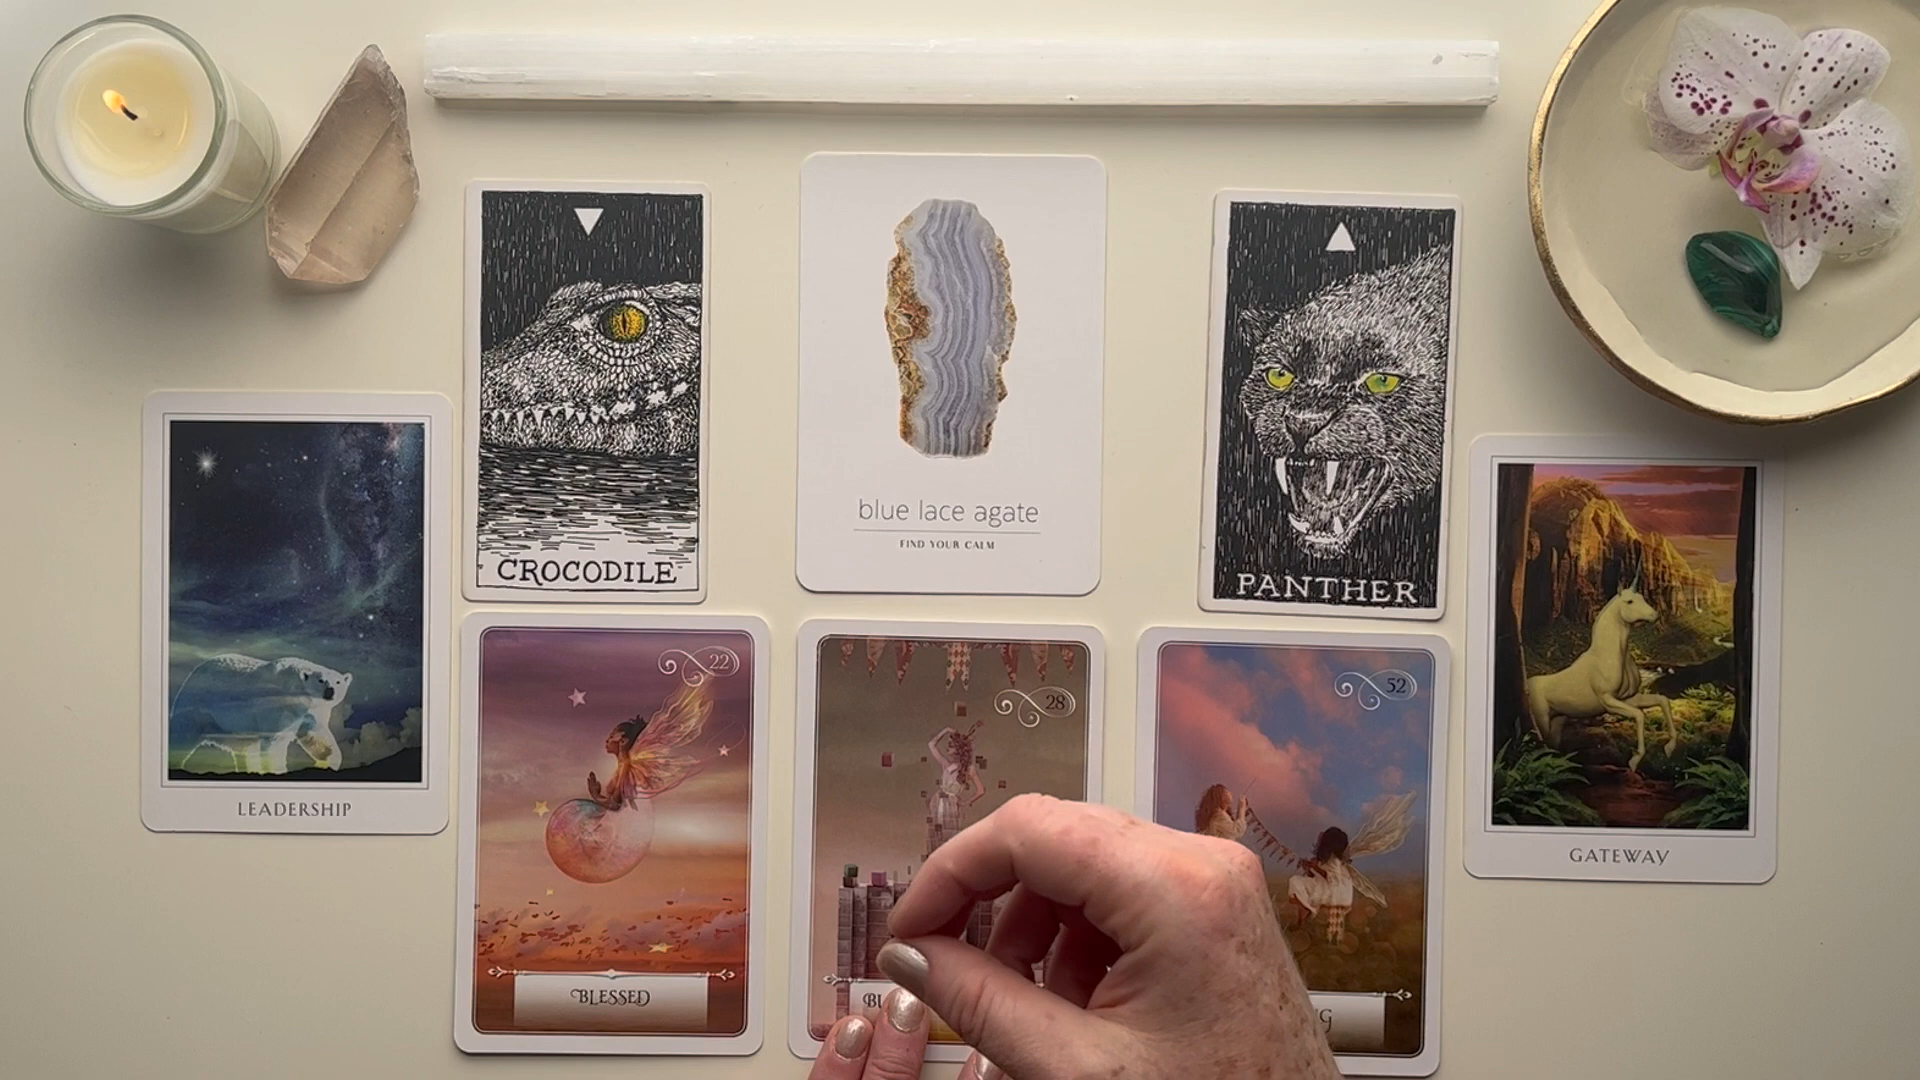 CROCODILE
blue lace agate
FIND YOUR CALM
PANTHER
LEADERSHIP
GATEWAY
22
BLESSED
28
52